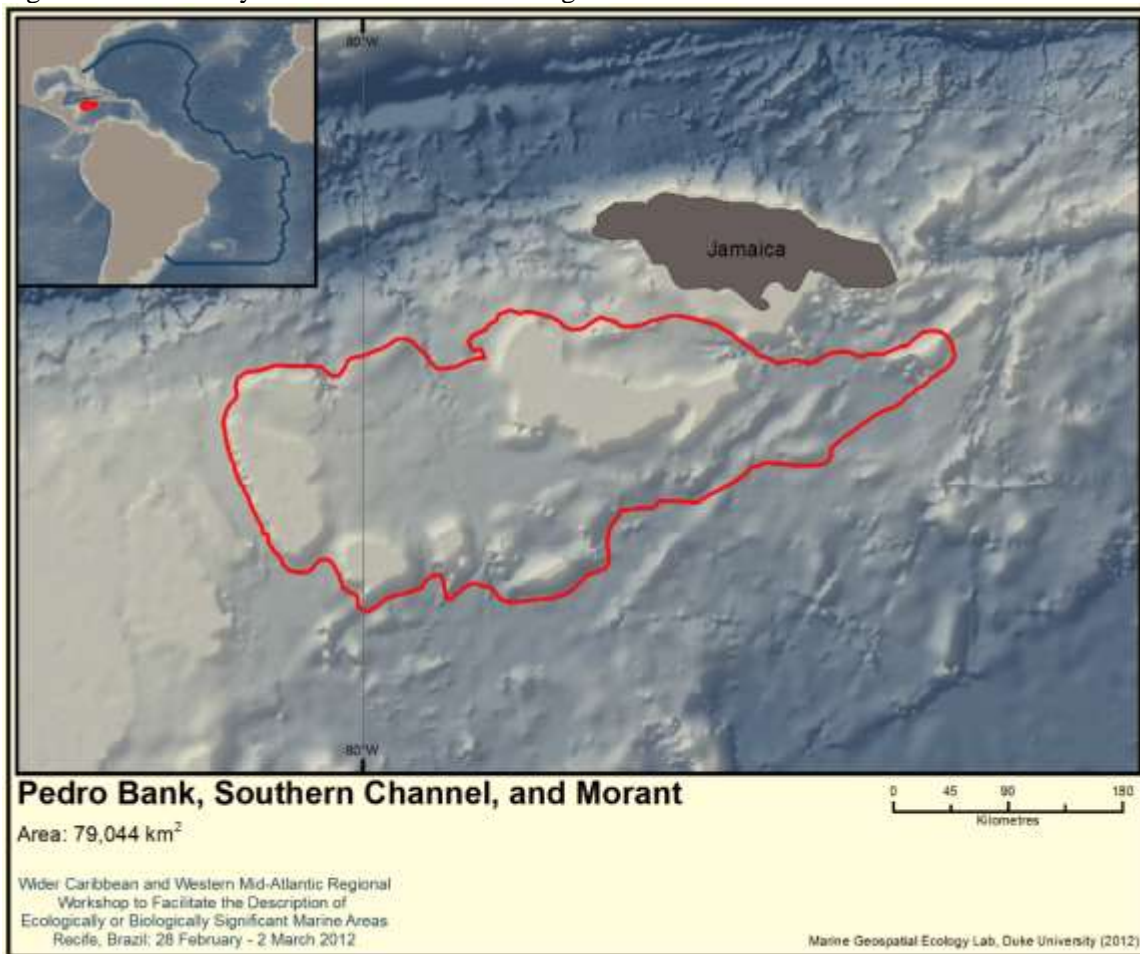 80°W
Jamaica
80°W
Pedro Bank, Southern Channel, and Morant
Area: 79,044 km²
0 45 90 180
Kilometres
Wider Caribbean and Western Mid-Atlantic Regional
Workshop to Facilitate the Description of
Ecologically or Biologically Significant Marine Areas
Recife, Brazil: 28 February - 2 March 2012
Marine Geospatial Ecology Lab, Duke University (2012)